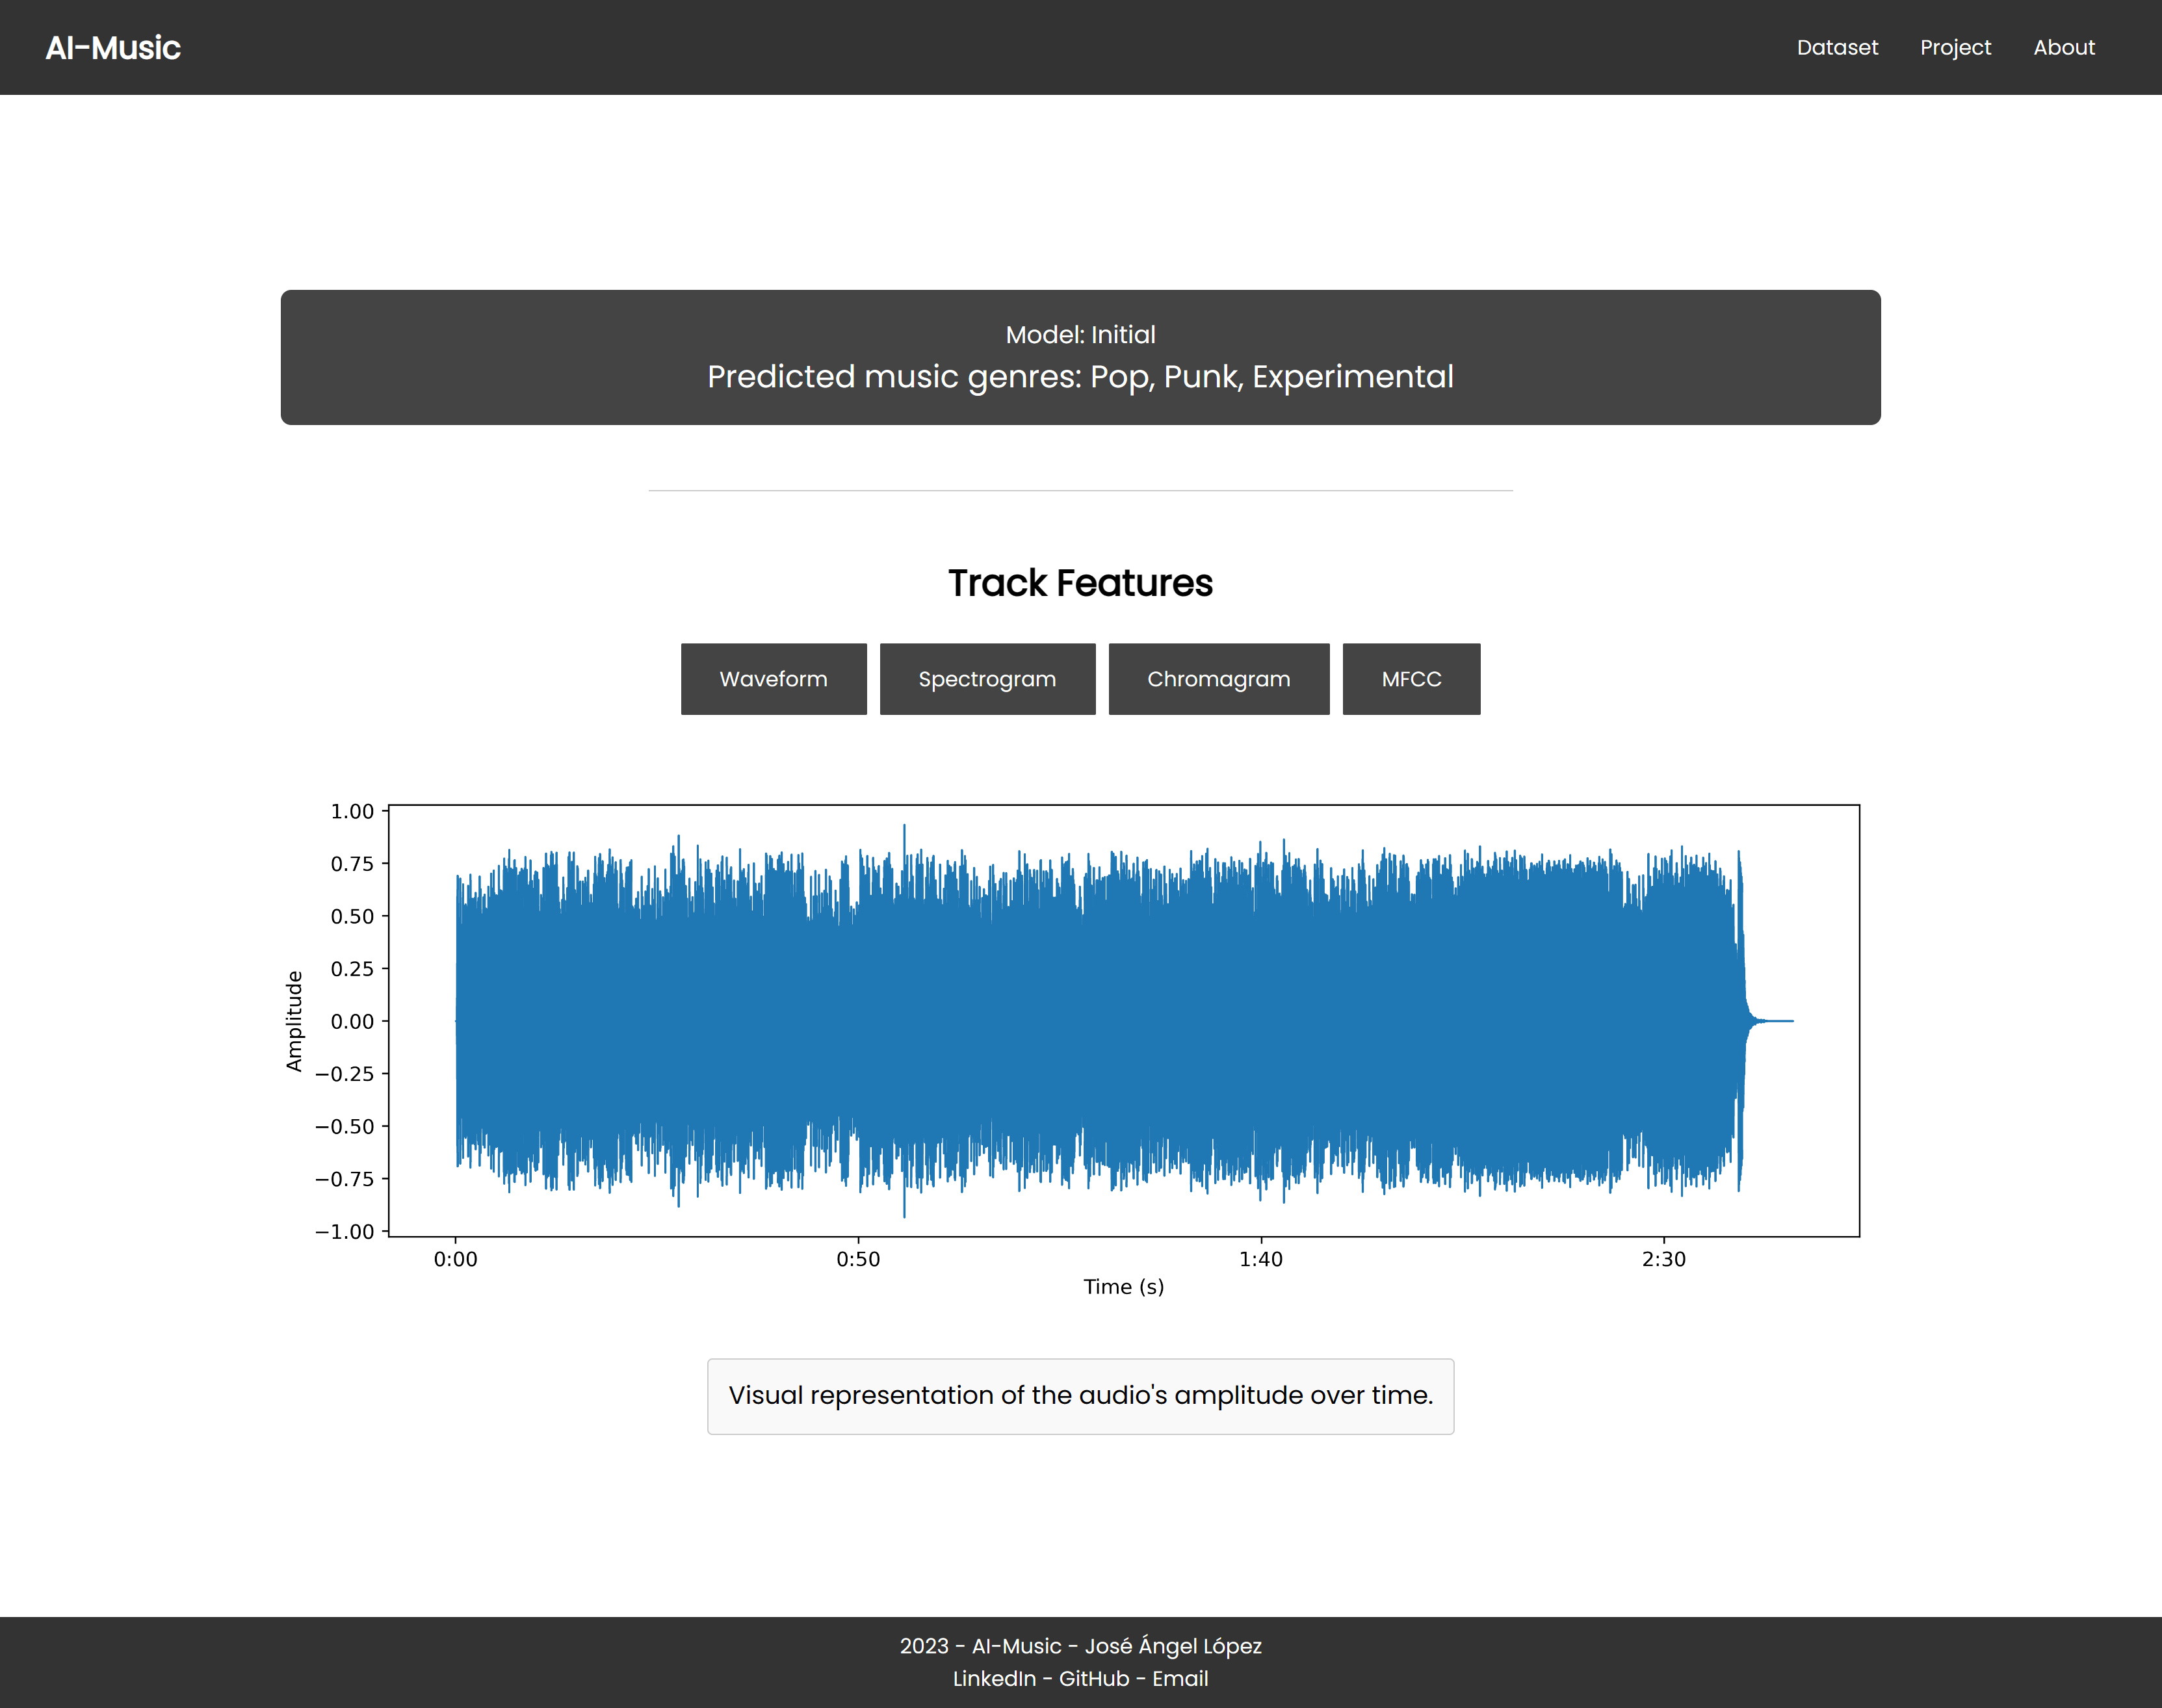 AI-Music
Dataset Project About
Model: Initial
Predicted music genres: Pop, Punk, Experimental
Track Features
Waveform Spectrogram Chromagram MFCC
1.00
0.75
0.50
0.25
0.00
−0.25
−0.50
−0.75
−1.00
Amplitude
0:00 0:50 1:40 2:30
Time (s)
Visual representation of the audio's amplitude over time.
2023 - AI-Music - José Ángel López
LinkedIn - GitHub - Email